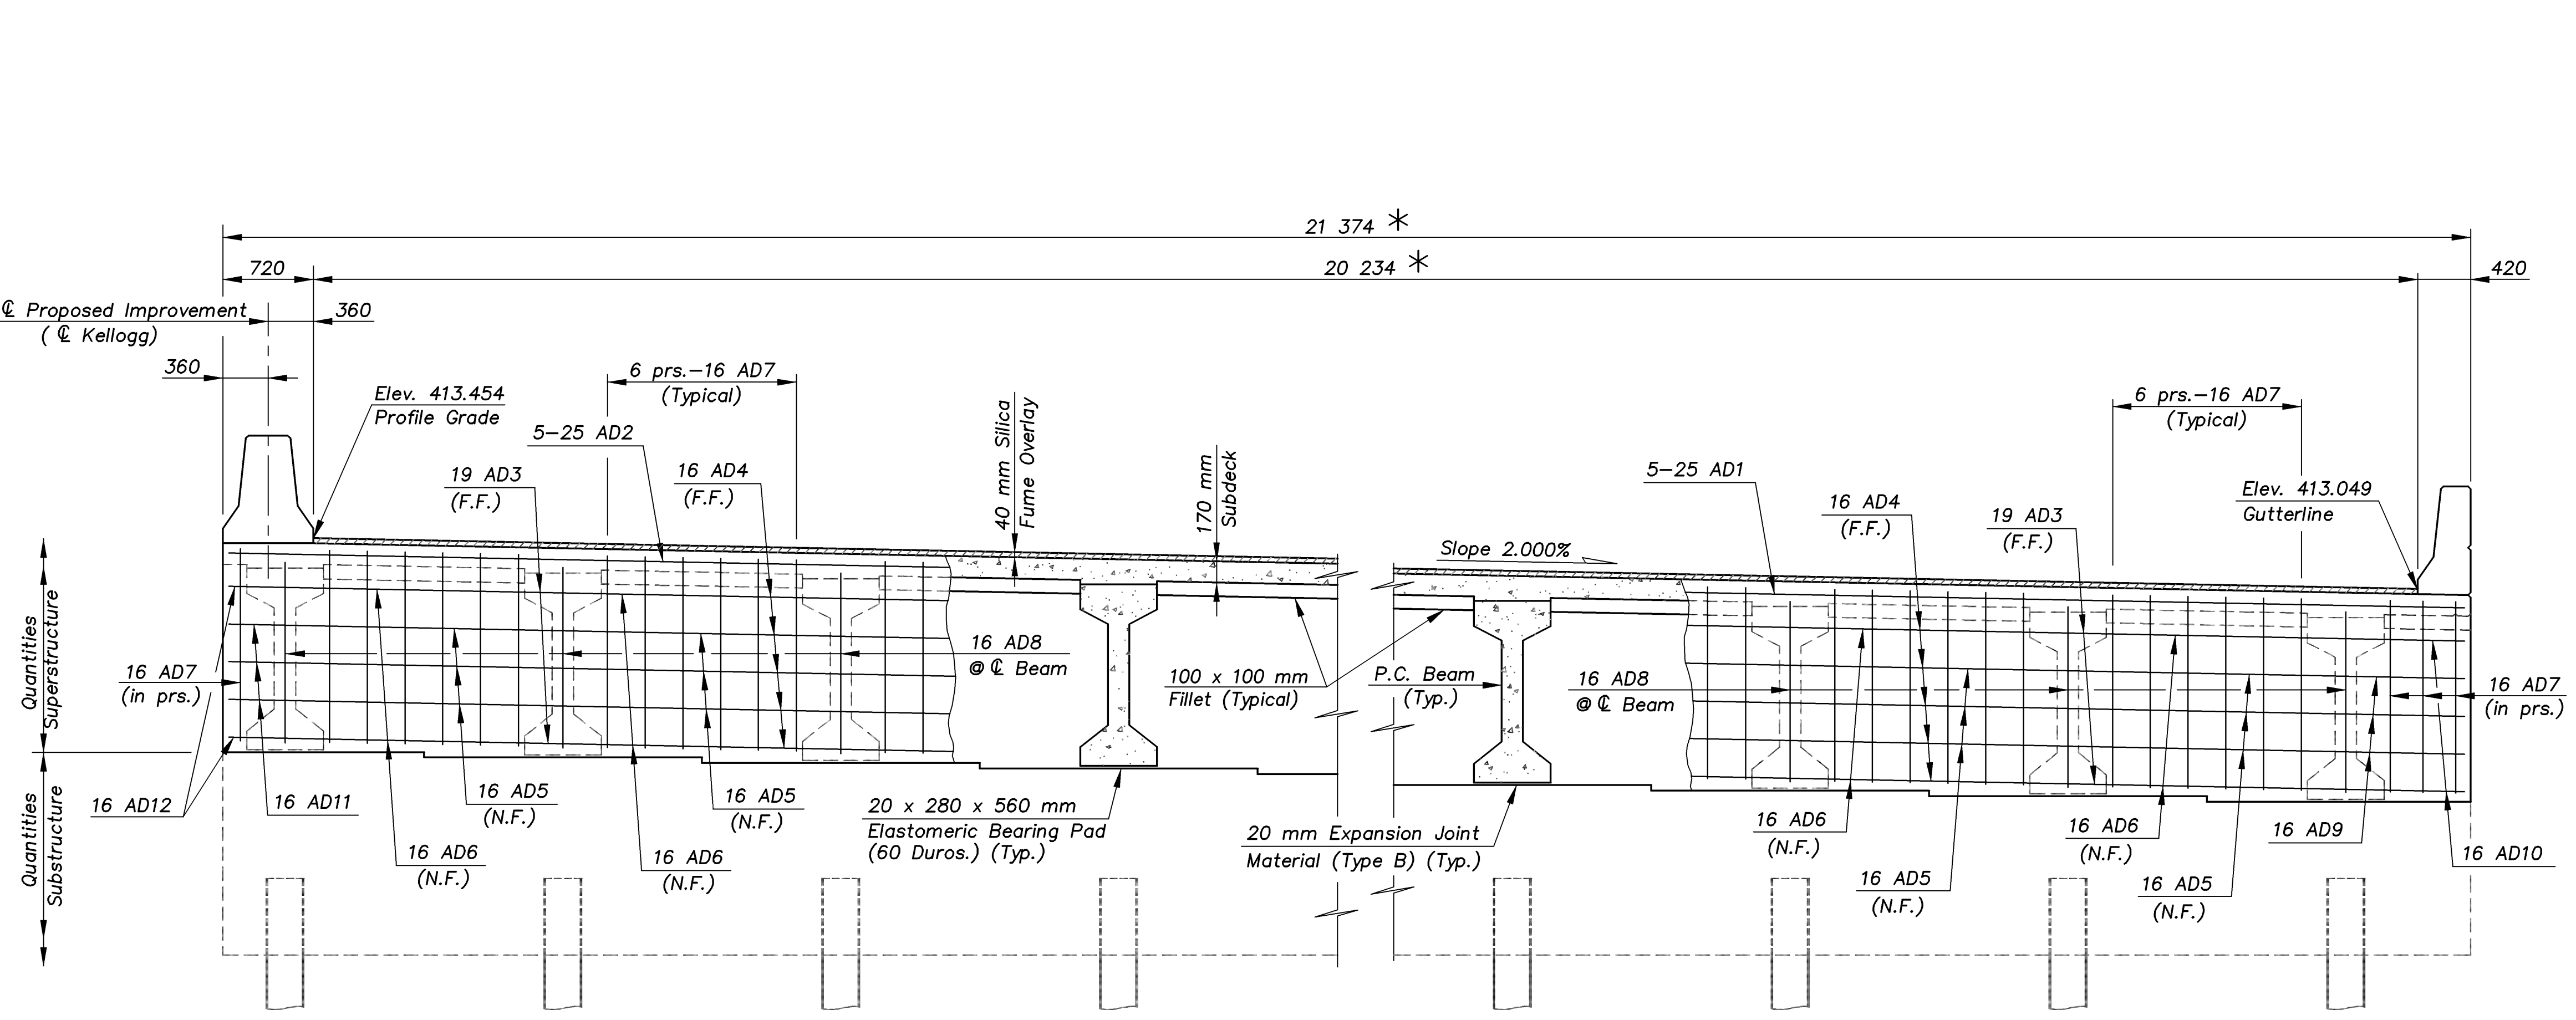 21 374 *
720
20 234 *
420
℄ Proposed Improvement
( ℄ Kellogg)
360
360
Elev. 413.454
Profile Grade
6 prs.-16 AD7
(Typical)
5-25 AD2
19 AD3
(F.F.)
16 AD4
(F.F.)
40 mm Silica
Fume Overlay
170 mm
Subdeck
Slope 2.000%
5-25 AD1
16 AD4
(F.F.)
19 AD3
(F.F.)
6 prs.-16 AD7
(Typical)
Elev. 413.049
Gutterline
Quantities
Superstructure
Quantities
Substructure
16 AD7
(in prs.)
16 AD12
16 AD11
16 AD6
(N.F.)
16 AD5
(N.F.)
16 AD6
(N.F.)
16 AD5
(N.F.)
16 AD8
@ ℄ Beam
20 x 280 x 560 mm
Elastomeric Bearing Pad
(60 Duros.) (Typ.)
100 x 100 mm
Fillet (Typical)
P.C. Beam
(Typ.)
20 mm Expansion Joint
Material (Type B) (Typ.)
16 AD8
@ ℄ Beam
16 AD6
(N.F.)
16 AD5
(N.F.)
16 AD6
(N.F.)
16 AD5
(N.F.)
16 AD9
16 AD10
16 AD7
(in prs.)